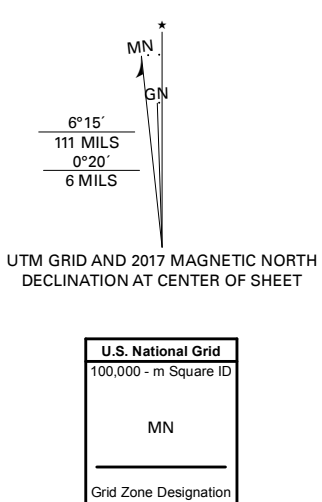 ★
MN
GN
6°15´
111 MILS
0°20´
6 MILS
UTM GRID AND 2017 MAGNETIC NORTH
DECLINATION AT CENTER OF SHEET
U.S. National Grid
100,000 - m Square ID
MN
Grid Zone Designation